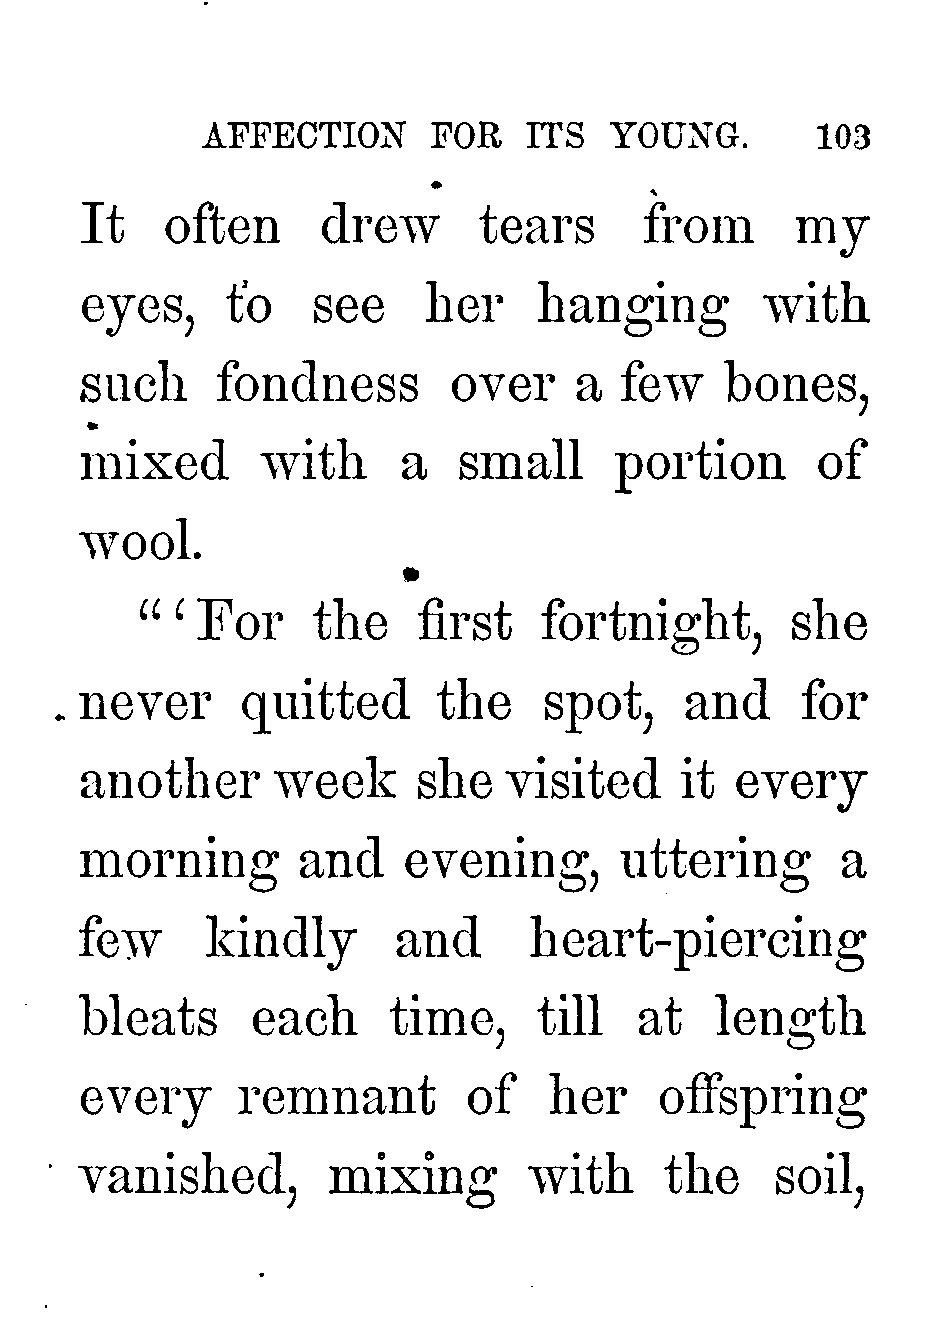 AFFECTION FOR ITS YOUNG. 103
It often drew tears from my
eyes, to see her hanging with
such fondness over a few bones,
mixed with a small portion of
wool.
“‘For the first fortnight, she
never quitted the spot, and for
another week she visited it every
morning and evening, uttering a
few kindly and heart-piercing
bleats each time, till at length
every remnant of her offspring
vanished, mixing with the soil,